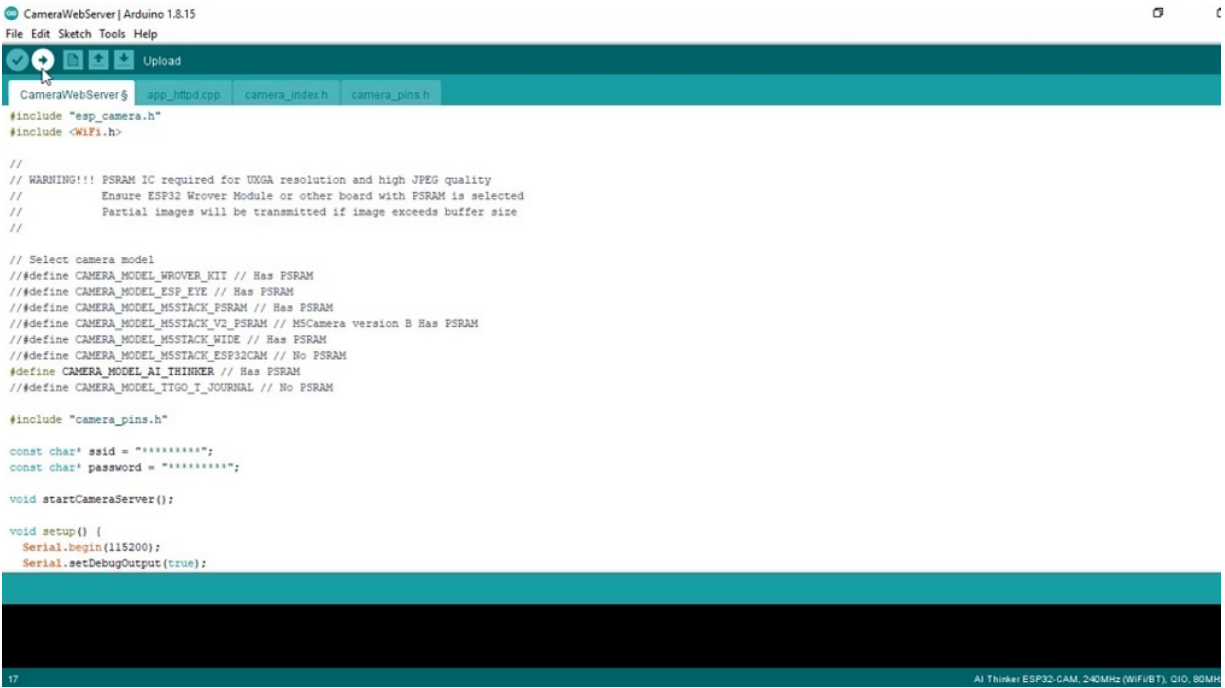 CameraWebServer | Arduino 1.8.15
File Edit Sketch Tools Help
Upload
CameraWebServer § app_httpd.cpp camera_index.h camera_pins.h
#include "esp_camera.h"
#include <WiFi.h>
//
// WARNING!!! PSRAM IC required for UXGA resolution and high JPEG quality
// Ensure ESP32 Wrover Module or other board with PSRAM is selected
// Partial images will be transmitted if image exceeds buffer size
//
// Select camera model
//#define CAMERA_MODEL_WROVER_KIT // Has PSRAM
//#define CAMERA_MODEL_ESP_EYE // Has PSRAM
//#define CAMERA_MODEL_M5STACK_PSRAM // Has PSRAM
//#define CAMERA_MODEL_M5STACK_V2_PSRAM // M5Camera version B Has PSRAM
//#define CAMERA_MODEL_M5STACK_WIDE // Has PSRAM
//#define CAMERA_MODEL_M5STACK_ESP32CAM // No PSRAM
#define CAMERA_MODEL_AI_THINKER // Has PSRAM
//#define CAMERA_MODEL_TTGO_T_JOURNAL // No PSRAM
#include "camera_pins.h"
const char* ssid = "*********";
const char* password = "*********";
void startCameraServer();
void setup() {
Serial.begin(115200);
Serial.setDebugOutput(true);
17 AI Thinker ESP32-CAM, 240MHz (WiFi/BT), QIO, 80MH